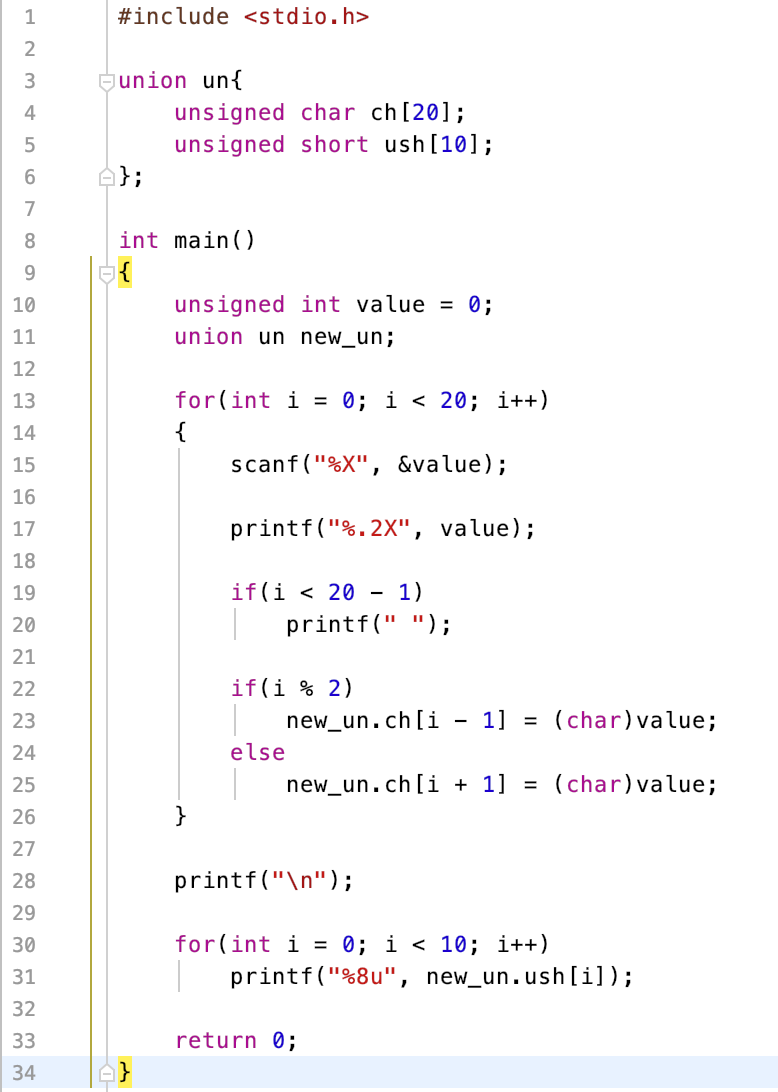 1 #include <stdio.h>
2
3 union un{
4     unsigned char ch[20];
5     unsigned short ush[10];
6 };
7
8 int main()
9 {
10     unsigned int value = 0;
11     union un new_un;
12
13     for(int i = 0; i < 20; i++)
14     {
15         scanf("%X", &value);
16
17         printf("%.2X", value);
18
19         if(i < 20 - 1)
20             printf(" ");
21
22         if(i % 2)
23             new_un.ch[i - 1] = (char)value;
24         else
25             new_un.ch[i + 1] = (char)value;
26     }
27
28     printf("\n");
29
30     for(int i = 0; i < 10; i++)
31         printf("%8u", new_un.ush[i]);
32
33     return 0;
34 }